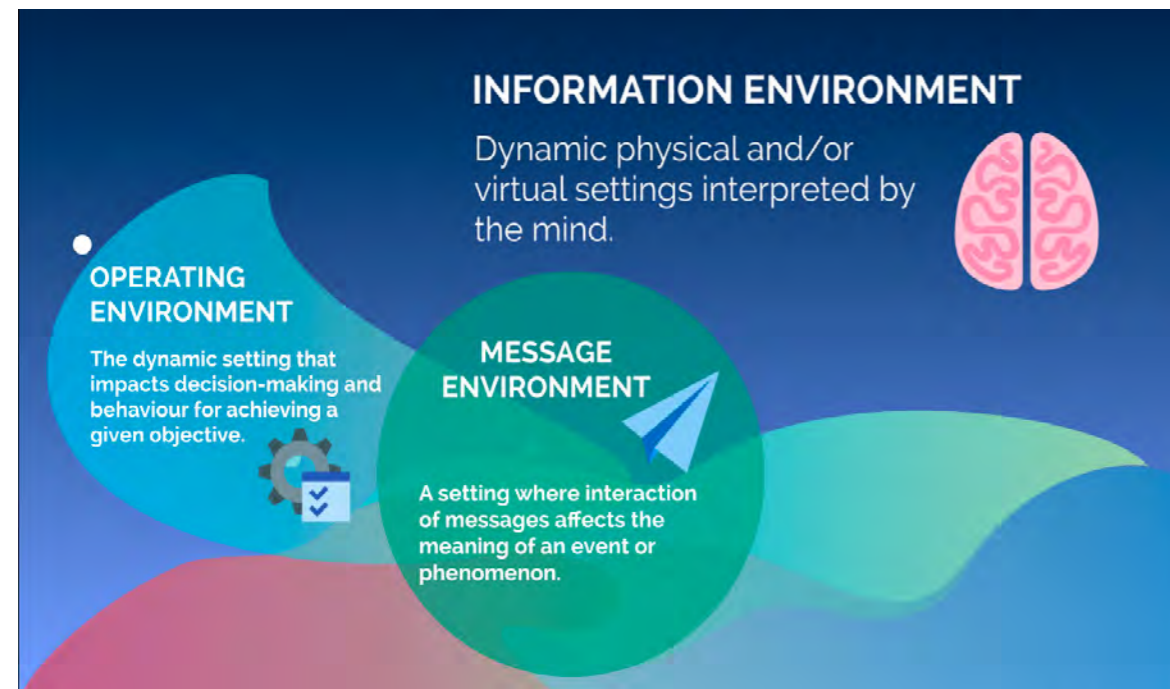 INFORMATION ENVIRONMENT
Dynamic physical and/or
virtual settings interpreted by
the mind.
OPERATING
ENVIRONMENT
The dynamic setting that
impacts decision-making and
behaviour for achieving a
given objective.
MESSAGE
ENVIRONMENT
A setting where interaction
of messages affects the
meaning of an event or
phenomenon.